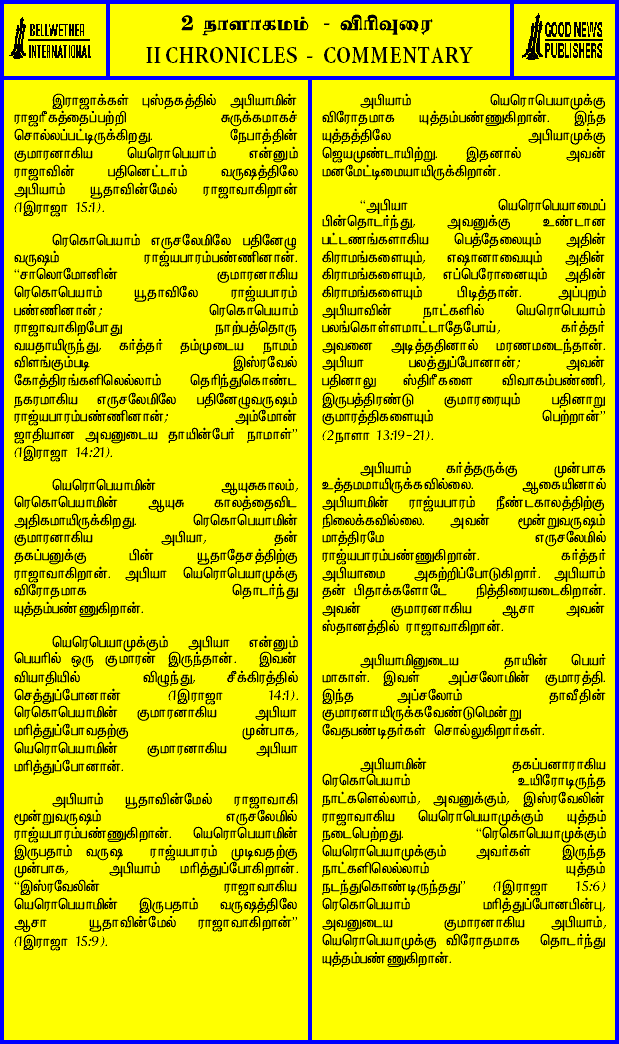 BELLWETHER
INTERNATIONAL
2 நாளாகமம் - விரிவுரை
II CHRONICLES - COMMENTARY
GOOD NEWS
PUBLISHERS
இராஜாக்கள் புஸ்தகத்தில் அபியாமின்
ராஜரீகத்தைப்பற்றி சுருக்கமாகச்
சொல்லப்பட்டிருக்கிறது. நேபாத்தின்
குமாரனாகிய யெரொபெயாம் என்னும்
ராஜாவின் பதினெட்டாம் வருஷத்திலே
அபியாம் யூதாவின்மேல் ராஜாவாகிறான்
(1இராஜா 15:1).
ரெகொபெயாம் எருசலேமிலே பதினேழு
வருஷம் ராஜ்யபாரம்பண்ணினான்.
“சாலொமோனின் குமாரனாகிய
ரெகொபெயாம் யூதாவிலே ராஜ்யபாரம்
பண்ணினான்; ரெகொபெயாம்
ராஜாவாகிறபோது நாற்பத்தொரு
வயதாயிருந்து, கர்த்தர் தம்முடைய நாமம்
விளங்கும்படி இஸ்ரவேல்
கோத்திரங்களிலெல்லாம் தெரிந்துகொண்ட
நகரமாகிய எருசலேமிலே பதினேழுவருஷம்
ராஜ்யபாரம்பண்ணினான்; அம்மோன்
ஜாதியான அவனுடைய தாயின்பேர் நாமாள்”
(1இராஜா 14:21).
யெரொபெயாமின் ஆயுசுகாலம்,
ரெகொபெயாமின் ஆயுசு காலத்தைவிட
அதிகமாயிருக்கிறது. ரெகொபெயாமின்
குமாரனாகிய அபியா, தன்
தகப்பனுக்கு பின் யூதாதேசத்திற்கு
ராஜாவாகிறான். அபியா யெரொபெயாமுக்கு
விரோதமாக தொடர்ந்து
யுத்தம்பண்ணுகிறான்.
யெரெபெயாமுக்கும் அபியா என்னும்
பெயரில் ஒரு குமாரன் இருந்தான். இவன்
வியாதியில் விழுந்து, சீக்கிரத்தில்
செத்துப்போனான் (1இராஜா 14:1).
ரெகொபெயாமின் குமாரனாகிய அபியா
மரித்துப்போவதற்கு முன்பாக,
யெரொபெயாமின் குமாரனாகிய அபியா
மரித்துப்போனான்.
அபியாம் யூதாவின்மேல் ராஜாவாகி
மூன்றுவருஷம் எருசலேமில்
ராஜ்யபாரம்பண்ணுகிறான். யெரொபெயாமின்
இருபதாம் வருஷ ராஜ்யபாரம் முடிவதற்கு
முன்பாக, அபியாம் மரித்துப்போகிறான்.
“இஸ்ரவேலின் ராஜாவாகிய
யெரொபெயாமின் இருபதாம் வருஷத்திலே
ஆசா யூதாவின்மேல் ராஜாவாகிறான்”
(1இராஜா 15:9).
அபியாம் யெரொபெயாமுக்கு
விரோதமாக யுத்தம்பண்ணுகிறான். இந்த
யுத்தத்திலே அபியாமுக்கு
ஜெயமுண்டாயிற்று. இதனால் அவன்
மனமேட்டிமையாயிருக்கிறான்.
“அபியா யெரொபெயாமைப்
பின்தொடர்ந்து, அவனுக்கு உண்டான
பட்டணங்களாகிய பெத்தேலையும் அதின்
கிராமங்களையும், எஷானாவையும் அதின்
கிராமங்களையும், எப்பெரோனையும் அதின்
கிராமங்களையும் பிடித்தான். அப்புறம்
அபியாவின் நாட்களில் யெரொபெயாம்
பலங்கொள்ளமாட்டாதேபோய், கர்த்தர்
அவனை அடித்ததினால் மரணமடைந்தான்.
அபியா பலத்துப்போனான்; அவன்
பதினாலு ஸ்திரீகளை விவாகம்பண்ணி,
இருபத்திரண்டு குமாரரையும் பதினாறு
குமாரத்திகளையும் பெற்றான்”
(2நாளா 13:19-21).
அபியாம் கர்த்தருக்கு முன்பாக
உத்தமமாயிருக்கவில்லை. ஆகையினால்
அபியாமின் ராஜ்யபாரம் நீண்டகாலத்திற்கு
நிலைக்கவில்லை. அவன் மூன்றுவருஷம்
மாத்திரமே எருசலேமில்
ராஜ்யபாரம்பண்ணுகிறான். கர்த்தர்
அபியாமை அகற்றிப்போடுகிறார். அபியாம்
தன் பிதாக்களோடே நித்திரையடைகிறான்.
அவன் குமாரனாகிய ஆசா அவன்
ஸ்தானத்தில் ராஜாவாகிறான்.
அபியாமினுடைய தாயின் பெயர்
மாகாள். இவள் அப்சலோமின் குமாரத்தி.
இந்த அப்சலோம் தாவீதின்
குமாரனாயிருக்கவேண்டுமென்று
வேதபண்டிதர்கள் சொல்லுகிறார்கள்.
அபியாமின் தகப்பனாராகிய
ரெகொபெயாம் உயிரோடிருந்த
நாட்களெல்லாம், அவனுக்கும், இஸ்ரவேலின்
ராஜாவாகிய யெரொபெயாமுக்கும் யுத்தம்
நடைபெற்றது. “ரெகொபெயாமுக்கும்
யெரொபெயாமுக்கும் அவர்கள் இருந்த
நாட்களிலெல்லாம் யுத்தம்
நடந்துகொண்டிருந்தது” (1இராஜா 15:6)
ரெகொபெயாம் மரித்துப்போனபின்பு,
அவனுடைய குமாரனாகிய அபியாம்,
யெரொபெயாமுக்கு விரோதமாக தொடர்ந்து
யுத்தம்பண்ணுகிறான்.